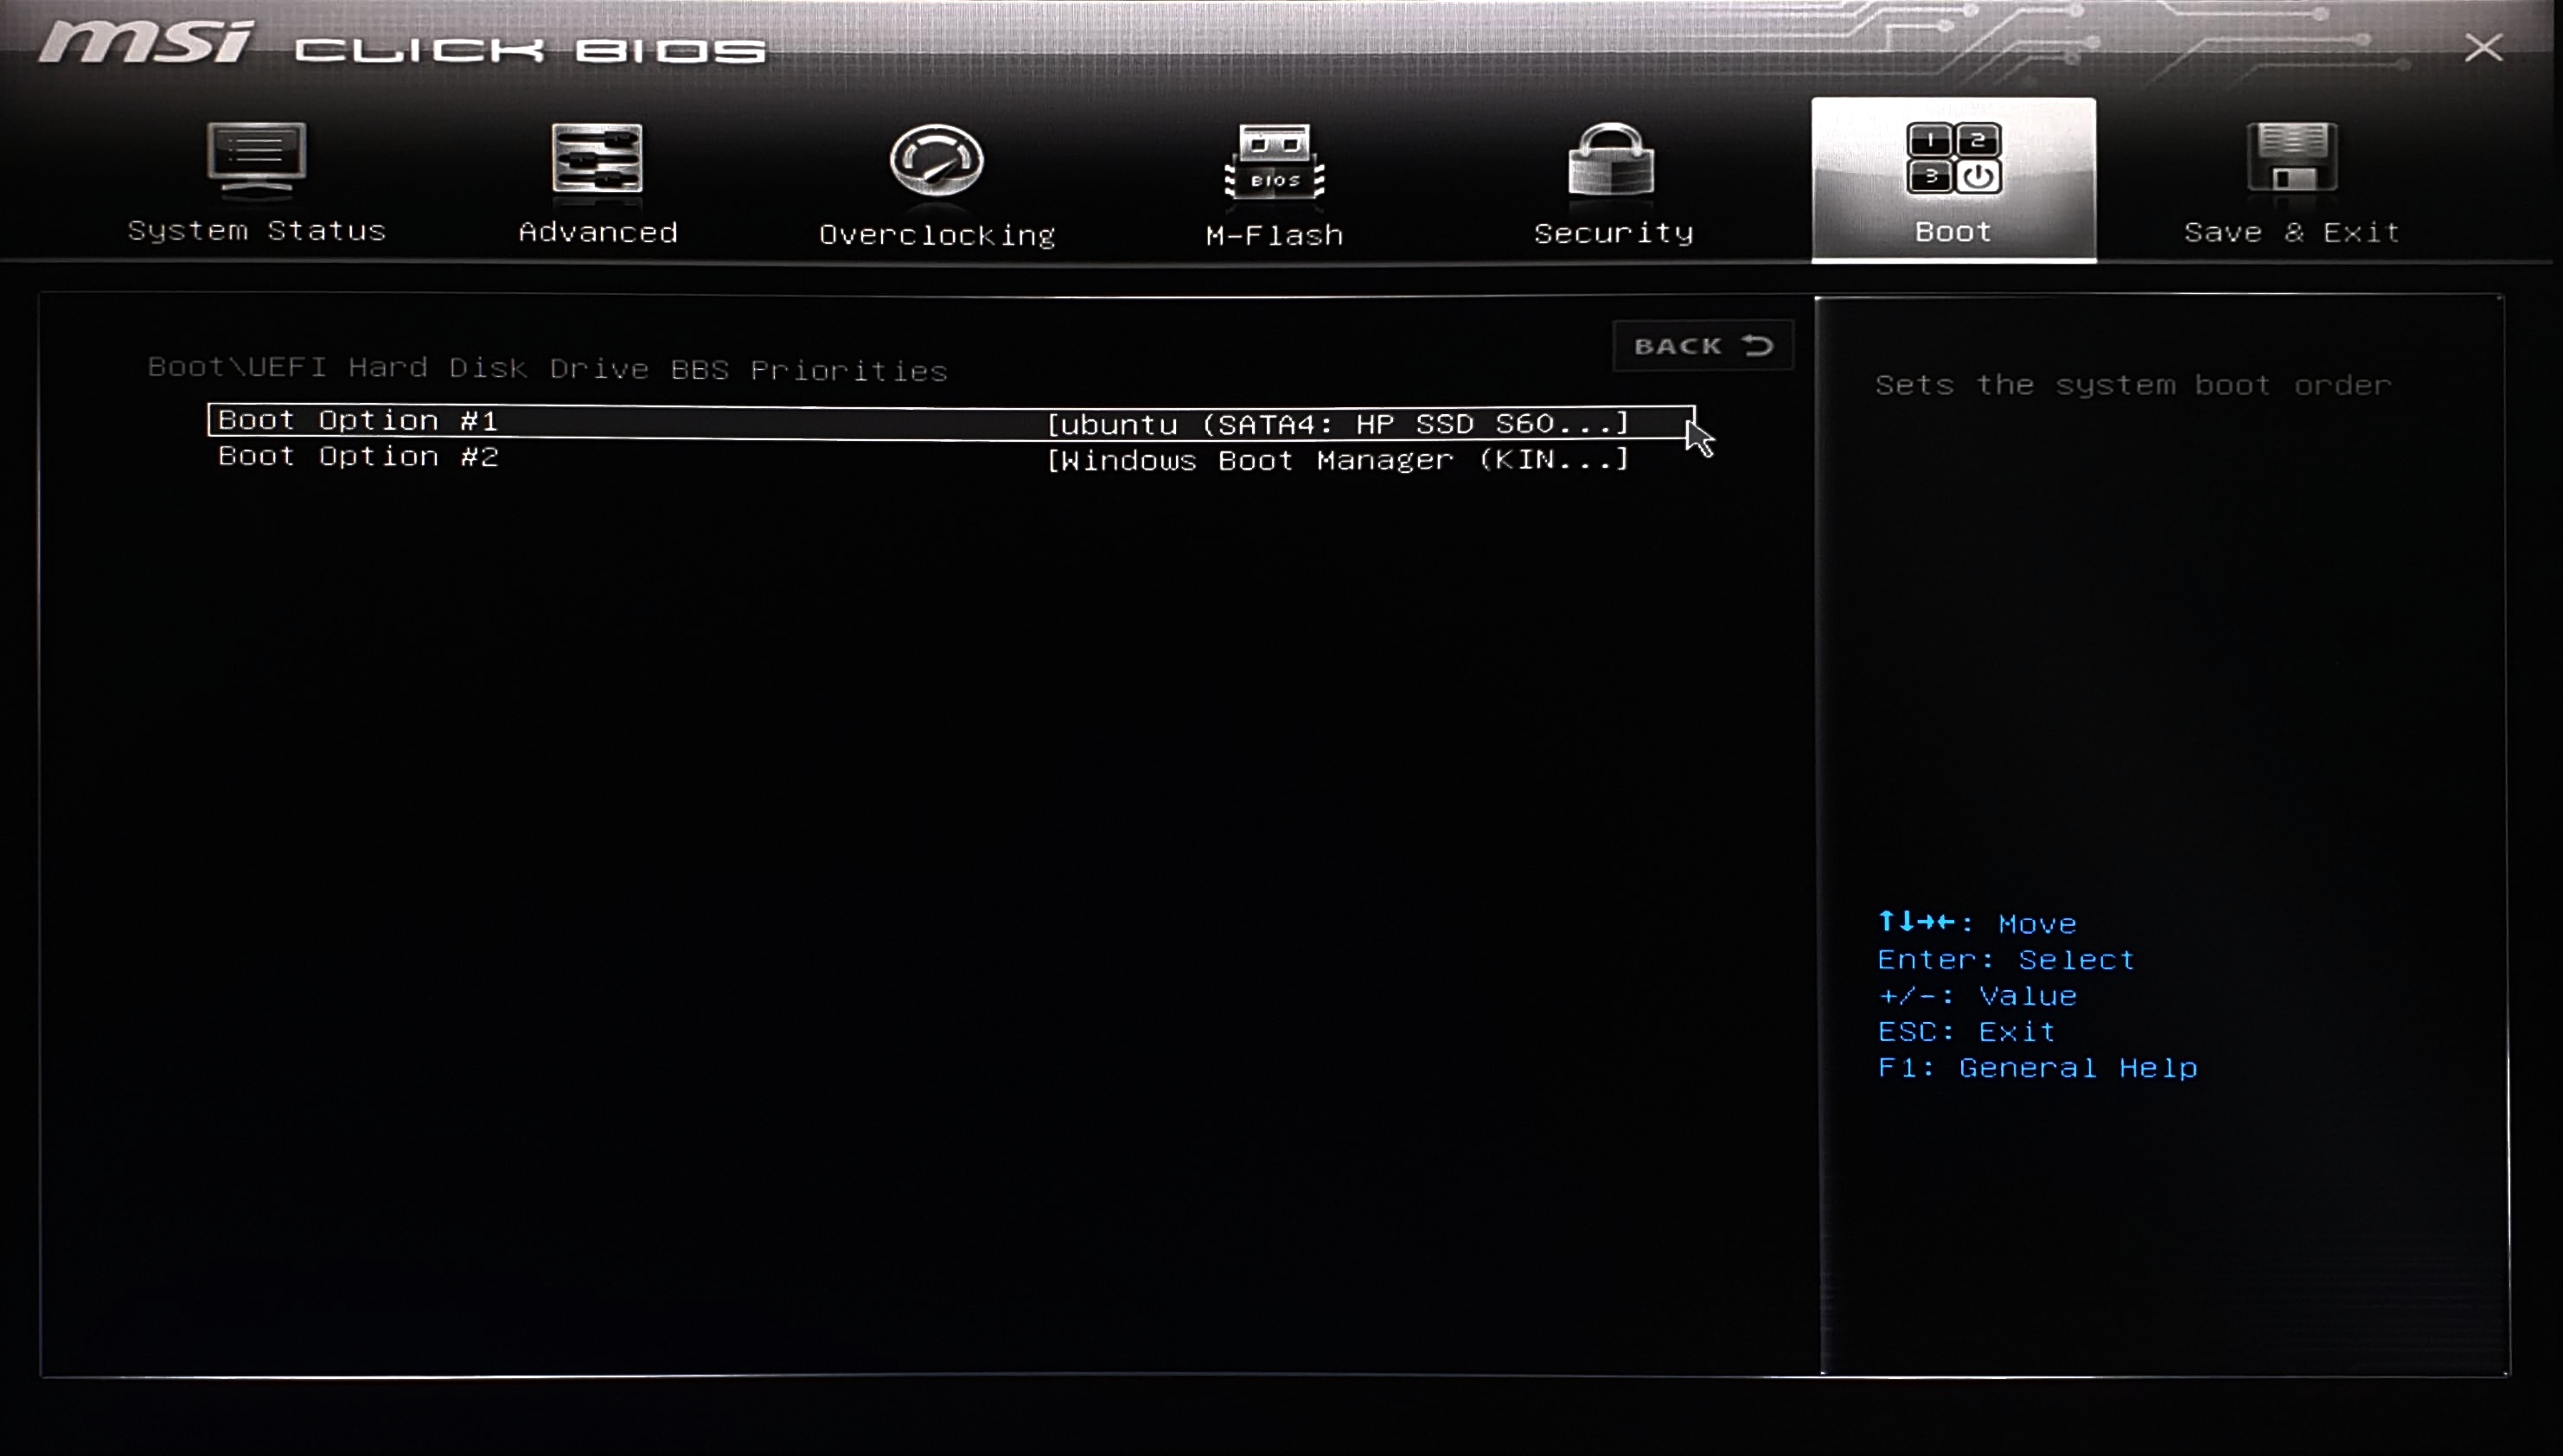 msi CLICK BIOS
System Status
Advanced
Overclocking
BIOS
M-Flash
Security
1 2
3
Boot
Save & Exit
BACK
Boot\UEFI Hard Disk Drive BBS Priorities
Boot Option #1 [ubuntu (SATA4: HP SSD S60...]
Boot Option #2 [Windows Boot Manager (KIN...]
Sets the system boot order
↑↓→←: Move
Enter: Select
+/-: Value
ESC: Exit
F1: General Help